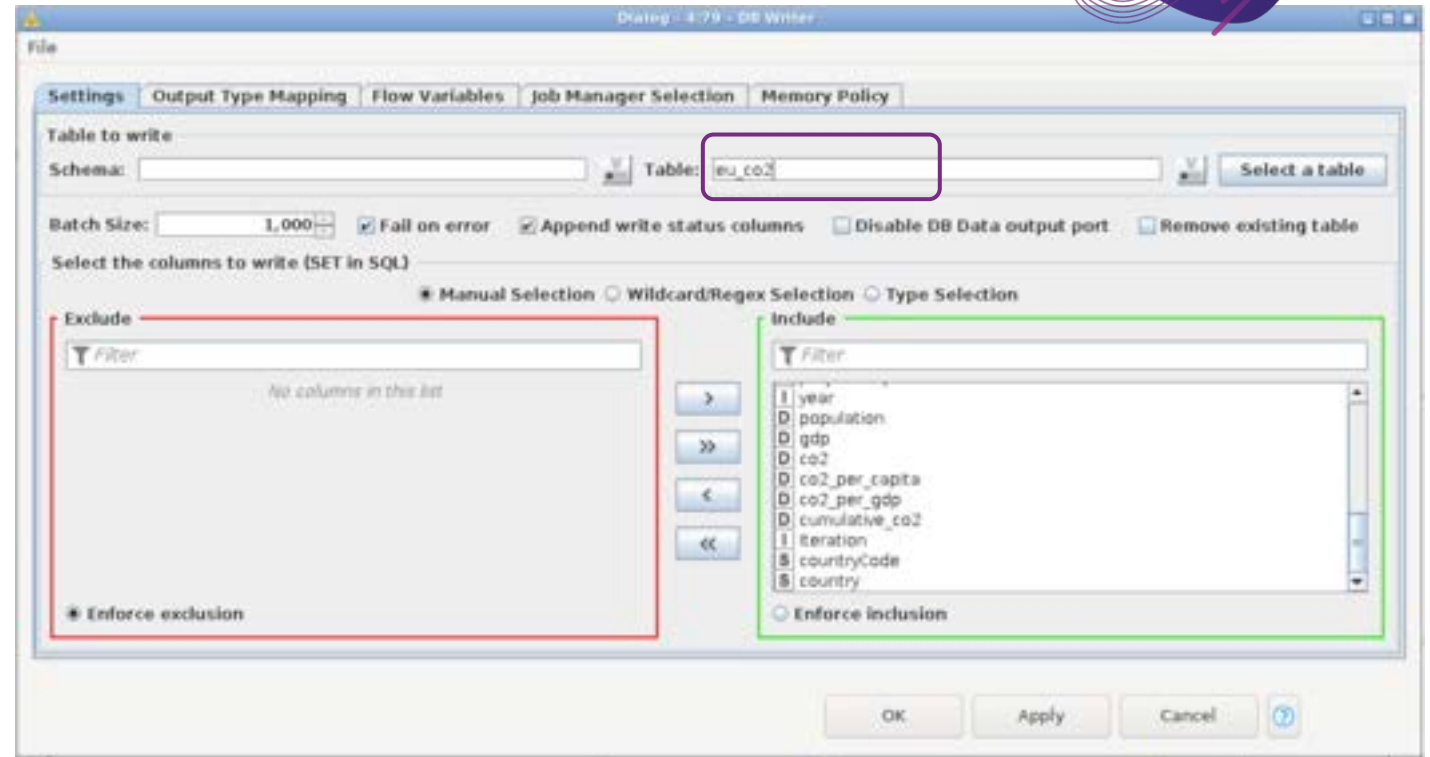 Dialog - 4:79 - DB Writer
File
Settings Output Type Mapping Flow Variables Job Manager Selection Memory Policy
Table to write
Schema: Table: eu_co2 Select a table
Batch Size: 1,000 Fail on error Append write status columns Disable DB Data output port Remove existing table
Select the columns to write (SET in SQL)
Manual Selection Wildcard/Regex Selection Type Selection
Exclude Include
Filter Filter
No columns in this list
I year
D population
D gdp
D co2
D co2_per_capita
D co2_per_gdp
D cumulative_co2
I Iteration
S countryCode
S country
> 
>>
<
<<
Enforce exclusion Enforce inclusion
OK Apply Cancel ?